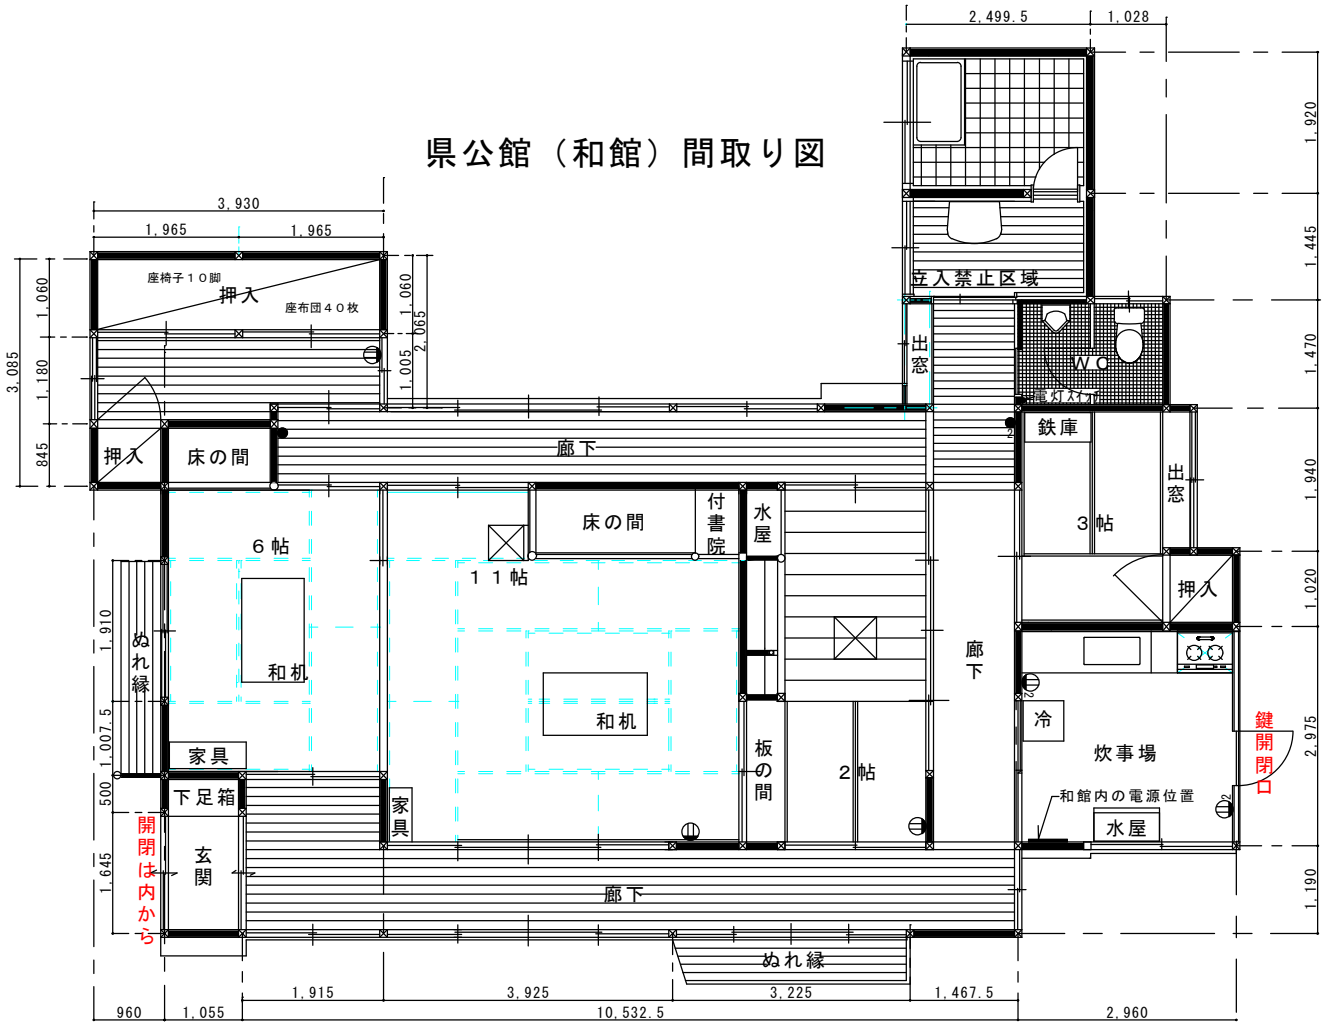 2,499.5
1,028
県公館（和館）間取り図
3,930
1,965
1,965
座椅子１０脚
押入
座布団４０枚
1,060
1,180
845
3,085
1,060
1,005
2,065
立入禁止区域
出窓
WC
電灯スイッチ
2
1,920
1,445
1,470
1,940
1,020
2,975
1,190
押入
床の間
廊下
鉄庫
出窓
３帖
押入
６帖
和机
家具
１１帖
床の間
付書院
水屋
和机
家具
板の間
２帖
廊下
ぬれ縁
1,910
1,007.5
500
1,645
下足箱
玄関
開閉は内から
2
冷
炊事場
鍵開閉口
2
和館内の電源位置
水屋
廊下
ぬれ縁
1,915
3,925
3,225
1,467.5
960
1,055
10,532.5
2,960